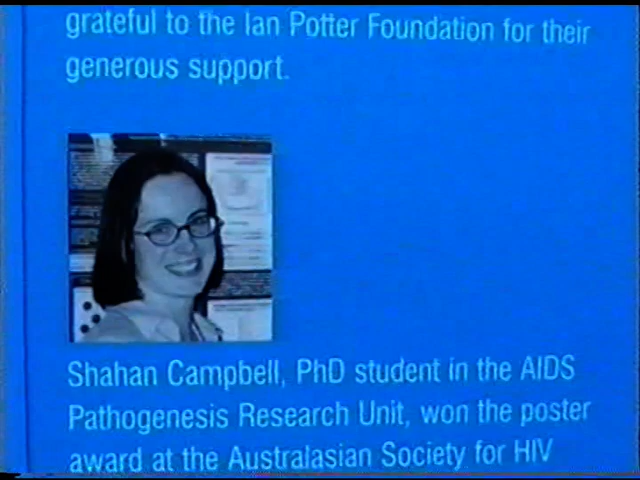 grateful to the Ian Potter Foundation for their
generous support.
Shahan Campbell, PhD student in the AIDS
Pathogenesis Research Unit, won the poster
award at the Australasian Society for HIV